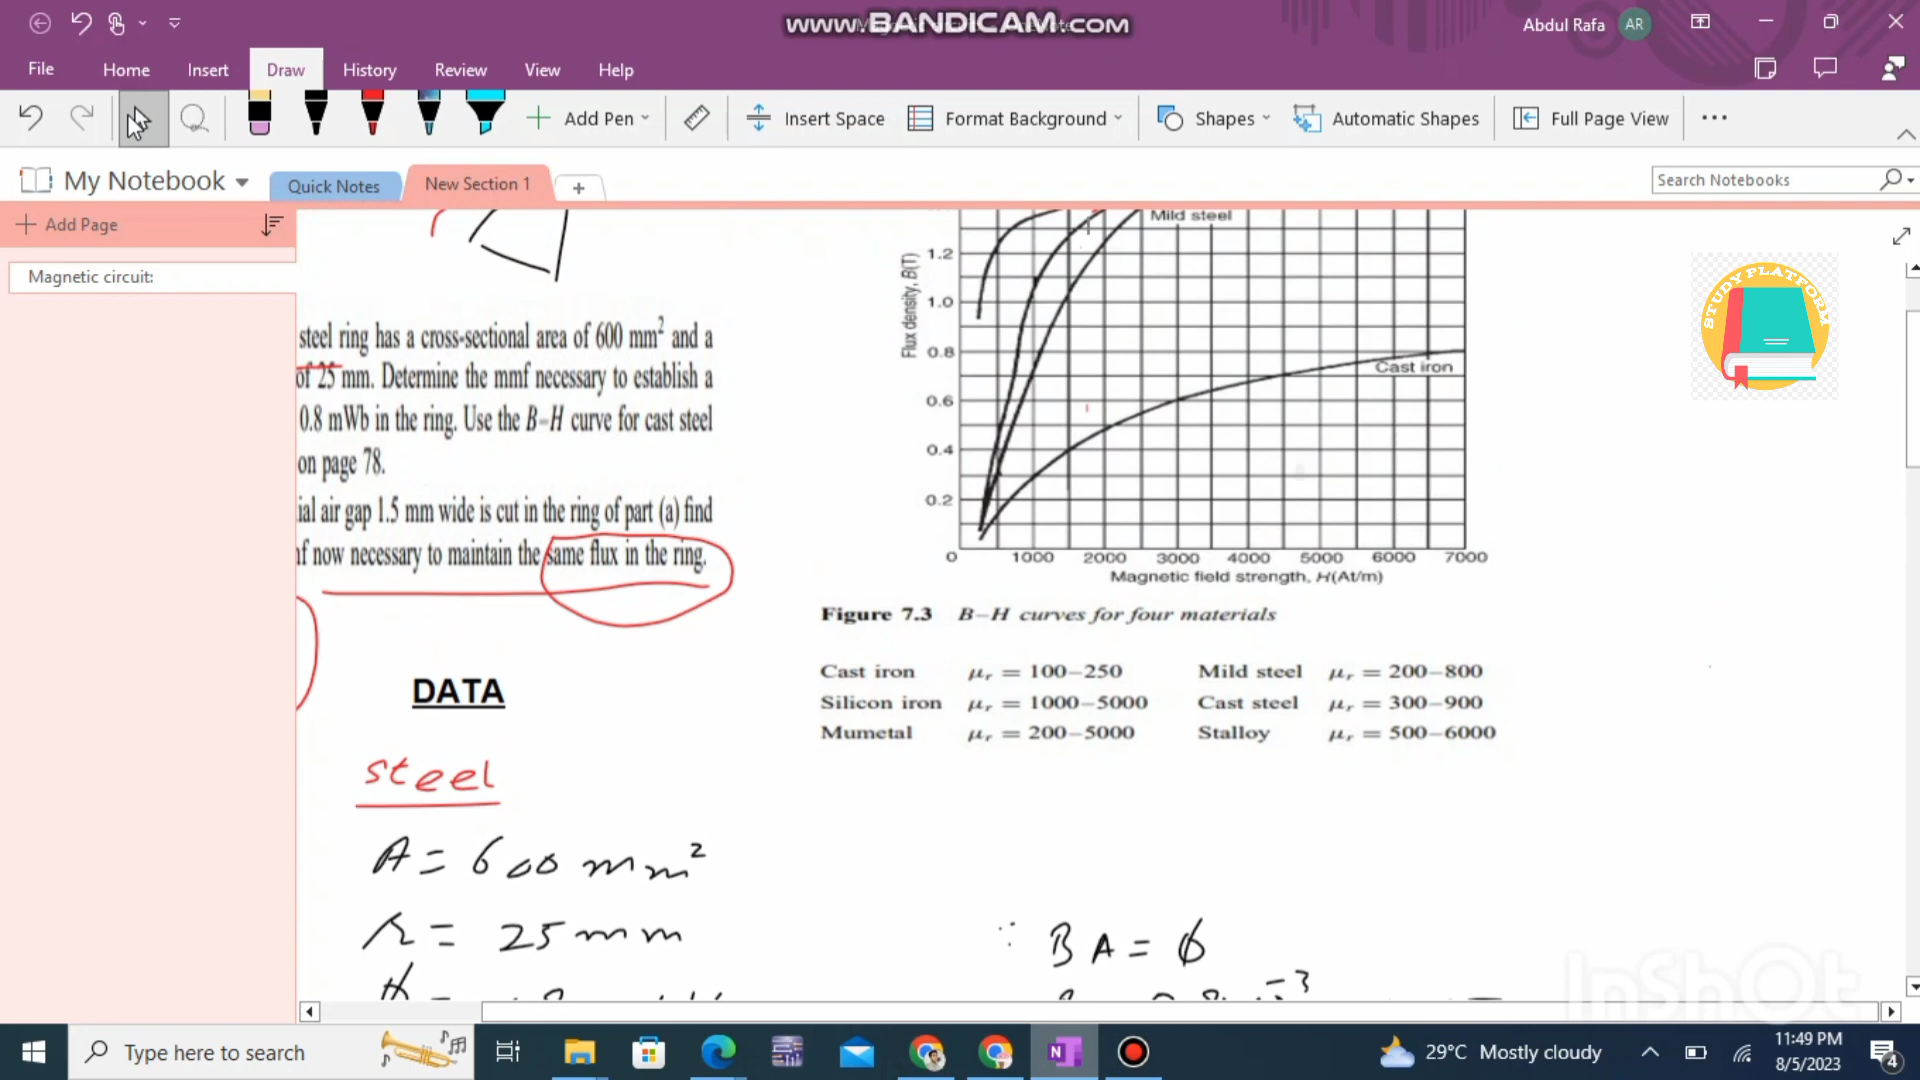 www.BANDICAM.com
Abdul Rafa AR
File Home Insert Draw History Review View Help
Add Pen Insert Space Format Background Shapes Automatic Shapes Full Page View
My Notebook Quick Notes New Section 1 Search Notebooks
Add Page
Magnetic circuit:
STUDY PLATFORM
steel ring has a cross-sectional area of 600 mm²  and a
of 25 mm. Determine the mmf necessary to establish a
0.8 mWb in the ring. Use the B–H curve for cast steel
on page 78.
ial air gap 1.5 mm wide is cut in the ring of part (a) find
now necessary to maintain the same flux in the ring.
Mild steel
Flux density, B(T)
1.2
1.0
0.8
Cast iron
0.6
0.4
0.2
0 1000 2000 3000 4000 5000 6000 7000
Magnetic field strength, H(At/m)
Figure 7.3 B–H curves for four materials
Cast iron μr = 100–250 Mild steel μr = 200–800
Silicon iron μr = 1000–5000 Cast steel μr = 300–900
Mumetal μr = 200–5000 Stalloy μr = 500–6000
DATA
steel
A = 600 mm²
r = 25 mm
∵ BA = φ
InShOt
Type here to search
29°C Mostly cloudy
11:49 PM
8/5/2023
4